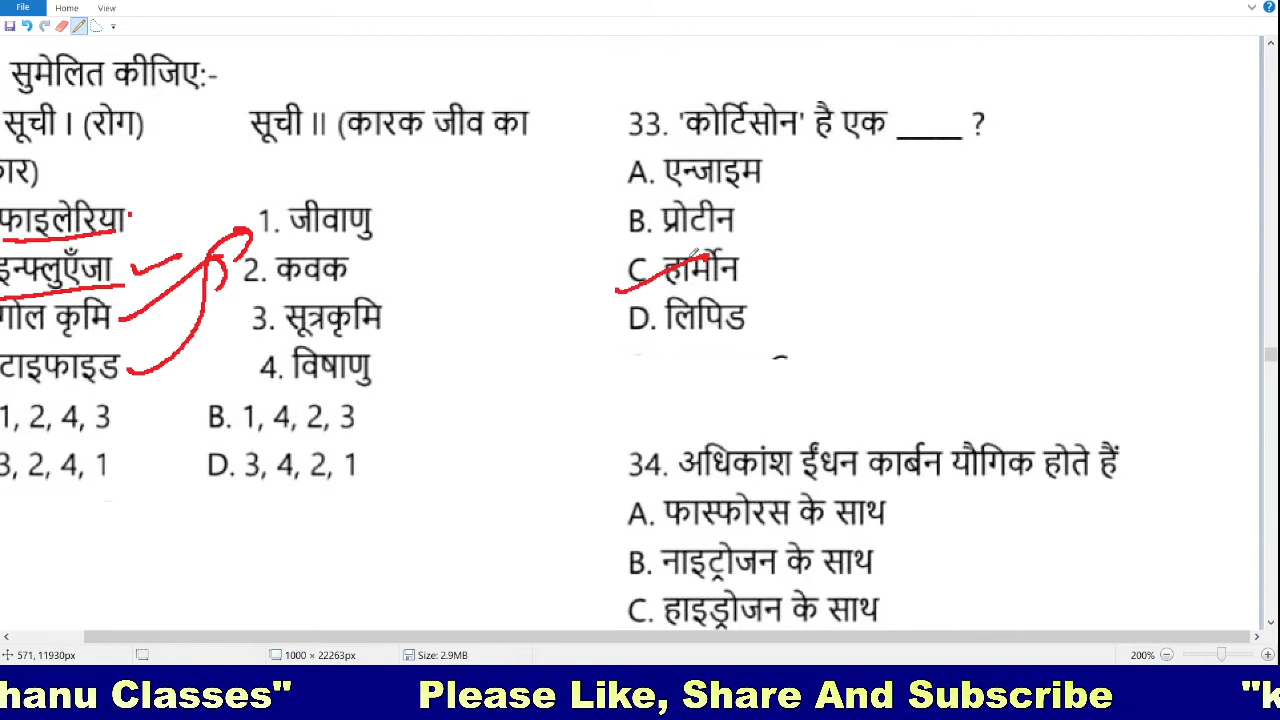 File
Home
View
सुमेलित कीजिए:-
सूची I (रोग) सूची II (कारक जीव का
कार)
फाइलेरिया 1. जीवाणु
इन्फ्लुएँजा 2. कवक
गोल कृमि 3. सूत्रकृमि
टाइफाइड 4. विषाणु
1, 2, 4, 3 B. 1, 4, 2, 3
3, 2, 4, 1 D. 3, 4, 2, 1
33. 'कोर्टिसोन' है एक _____ ?
A. एन्जाइम
B. प्रोटीन
C. हार्मोन
D. लिपिड
34. अधिकांश ईंधन कार्बन यौगिक होते हैं
A. फास्फोरस के साथ
B. नाइट्रोजन के साथ
C. हाइड्रोजन के साथ
571, 11930px
1000 × 22263px
Size: 2.9MB
200%
hanu Classes" Please Like, Share And Subscribe "k